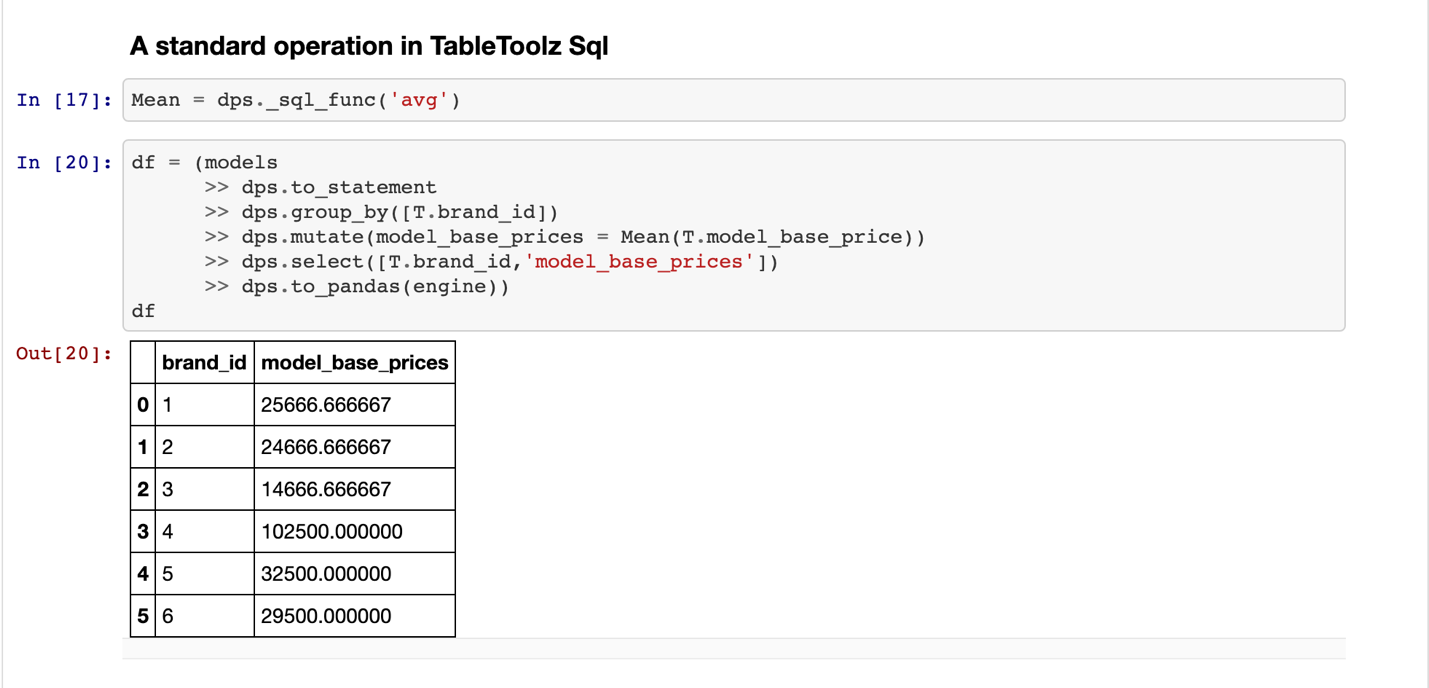 A standard operation in TableToolz Sql
In [17]: Mean = dps._sql_func('avg')
In [20]: df = (models
>> dps.to_statement
>> dps.group_by([T.brand_id])
>> dps.mutate(model_base_prices = Mean(T.model_base_price))
>> dps.select([T.brand_id,'model_base_prices'])
>> dps.to_pandas(engine))
df
Out[20]:
brand_id model_base_prices
0 1 25666.666667
1 2 24666.666667
2 3 14666.666667
3 4 102500.000000
4 5 32500.000000
5 6 29500.000000